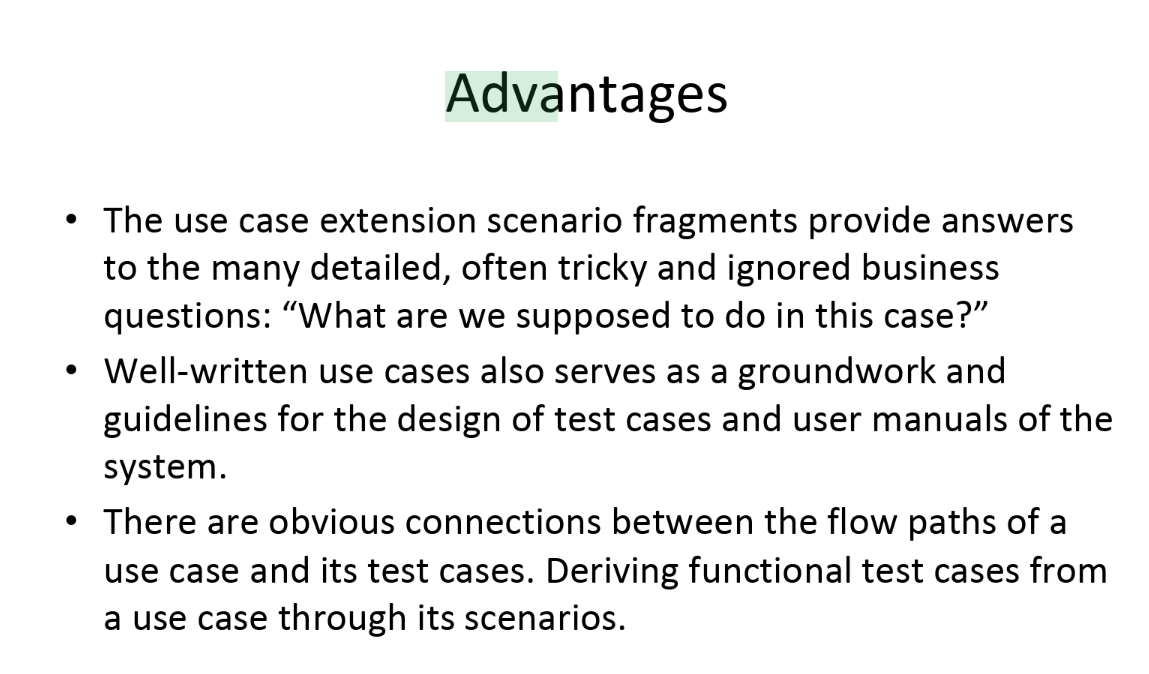 Advantages
• The use case extension scenario fragments provide answers
to the many detailed, often tricky and ignored business
questions: “What are we supposed to do in this case?”
• Well-written use cases also serves as a groundwork and
guidelines for the design of test cases and user manuals of the
system.
• There are obvious connections between the flow paths of a
use case and its test cases. Deriving functional test cases from
a use case through its scenarios.